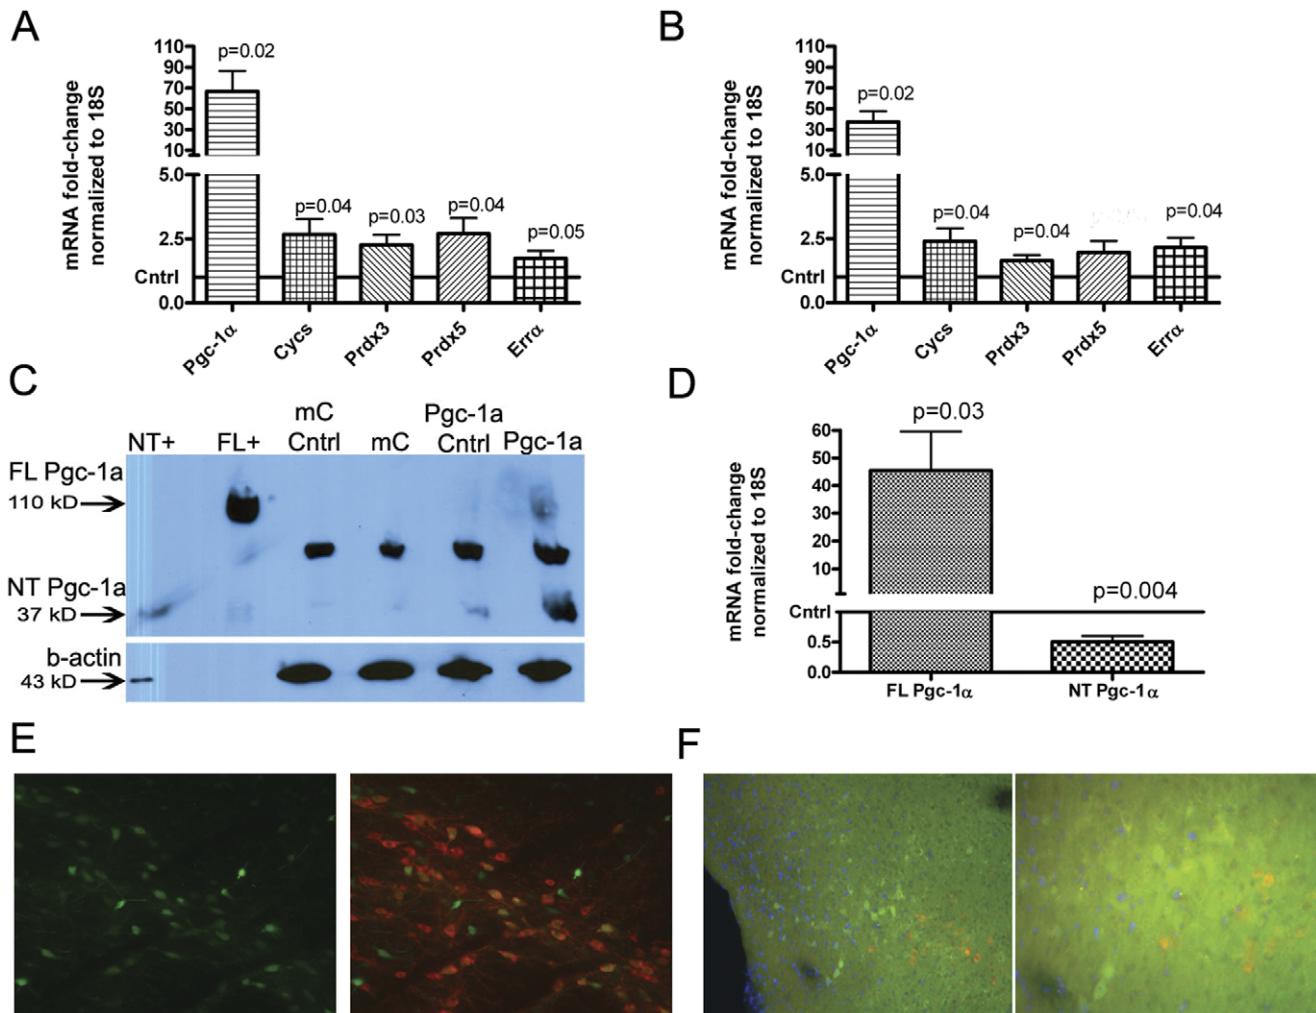 A
mRNA fold-change
normalized to 18S
110
90
70
50
30
10
5.0
2.5
Cntrl
0.0
p=0.02
p=0.04
p=0.03
p=0.04
p=0.05
Pgc-1α
Cycs
Prdx3
Prdx5
Errα
B
mRNA fold-change
normalized to 18S
110
90
70
50
30
10
5.0
2.5
Cntrl
0.0
p=0.02
p=0.04
p=0.04
p=0.04
Pgc-1α
Cycs
Prdx3
Prdx5
Errα
C
NT+
FL+
mC
Cntrl
mC
Pgc-1a
Cntrl
Pgc-1a
FL Pgc-1a
110 kD
NT Pgc-1a
37 kD
b-actin
43 kD
D
mRNA fold-change
normalized to 18S
60
50
40
30
20
10
Cntrl
0.5
0.0
p=0.03
p=0.004
FL Pgc-1α
NT Pgc-1α
E
F